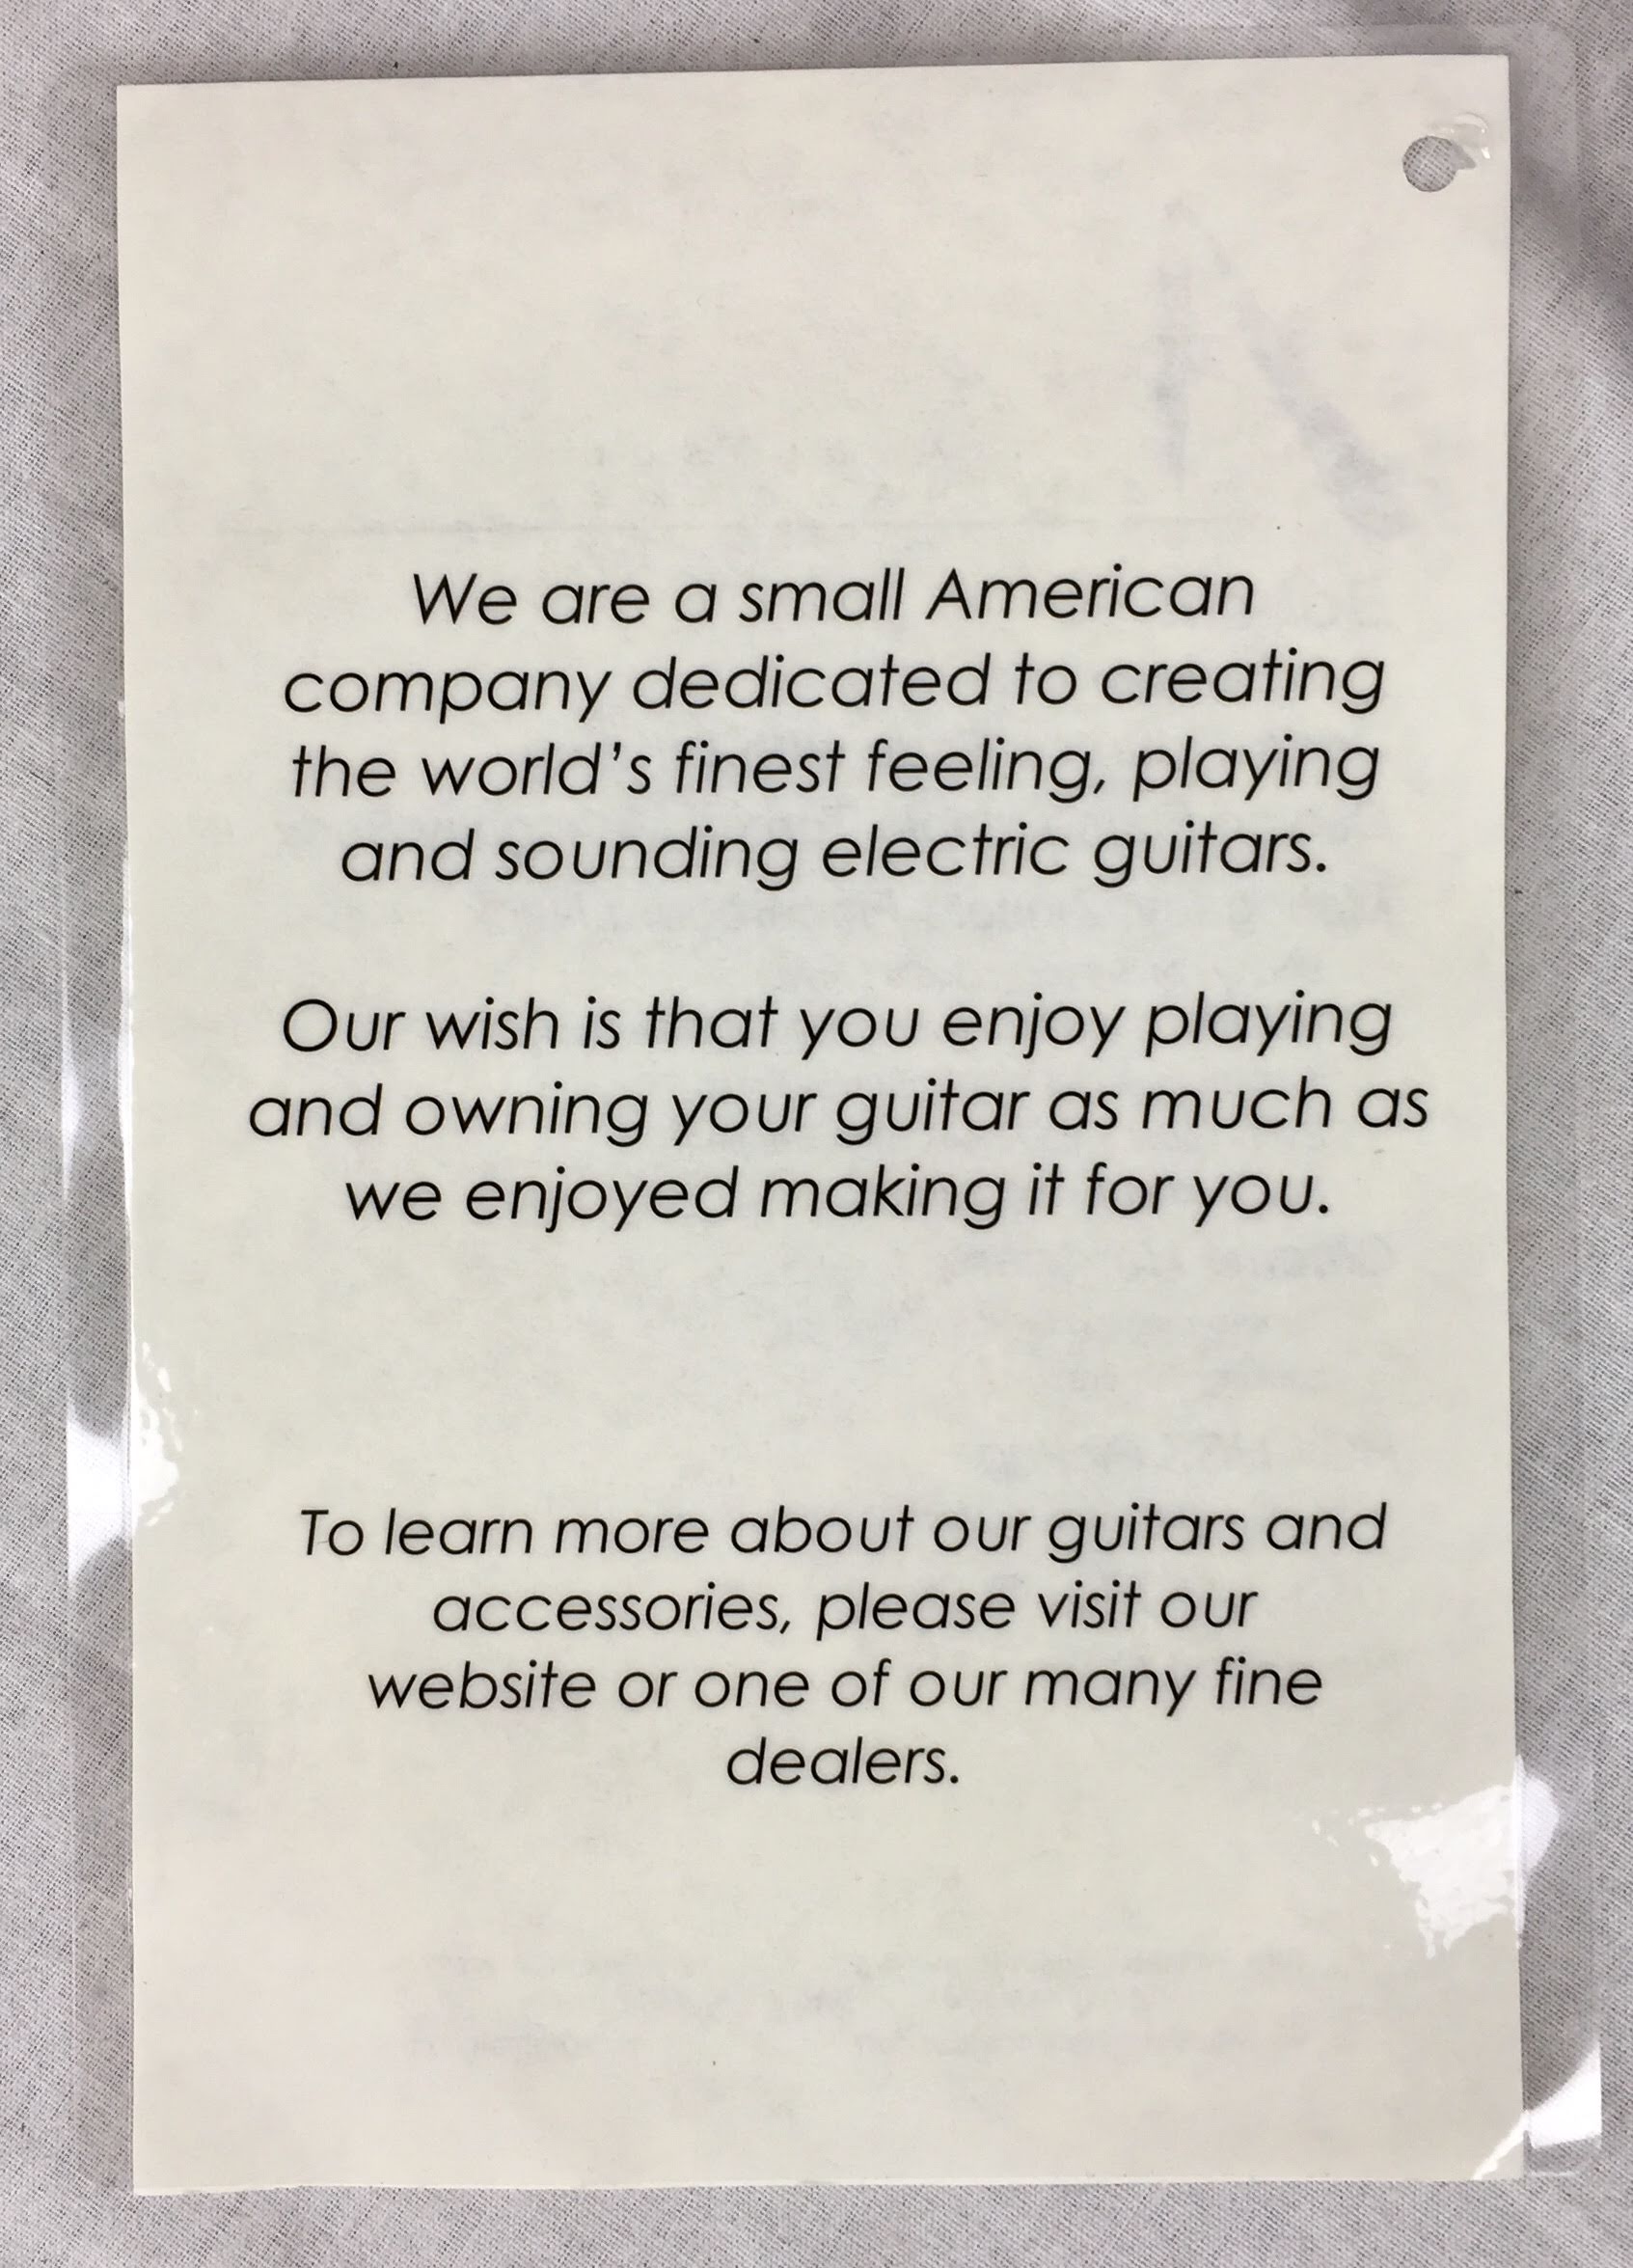 We are a small American
company dedicated to creating
the world's finest feeling, playing
and sounding electric guitars.
Our wish is that you enjoy playing
and owning your guitar as much as
we enjoyed making it for you.
To learn more about our guitars and
accessories, please visit our
website or one of our many fine
dealers.